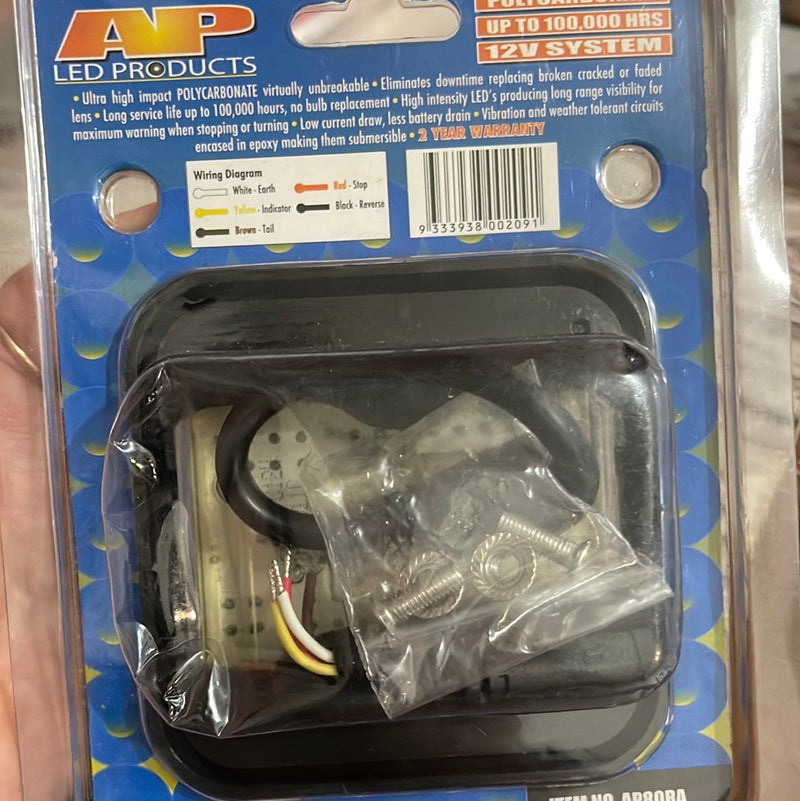 AP
LED PRODUCTS
UP TO 100,000 HRS
12V SYSTEM
• Ultra high impact POLYCARBONATE virtually unbreakable • Eliminates downtime replacing broken cracked or faded
lens • Long service life up to 100,000 hours, no bulb replacement • High intensity LED's producing long range visibility for
maximum warning when stopping or turning • Low current draw, less battery drain • Vibration and weather tolerant circuits
encased in epoxy making them submersible • 2 YEAR WARRANTY
Wiring Diagram
White - Earth
Red - Stop
Yellow - Indicator
Black - Reverse
Brown - Tail
9 333938 002091
ITEM NO. AP80BA